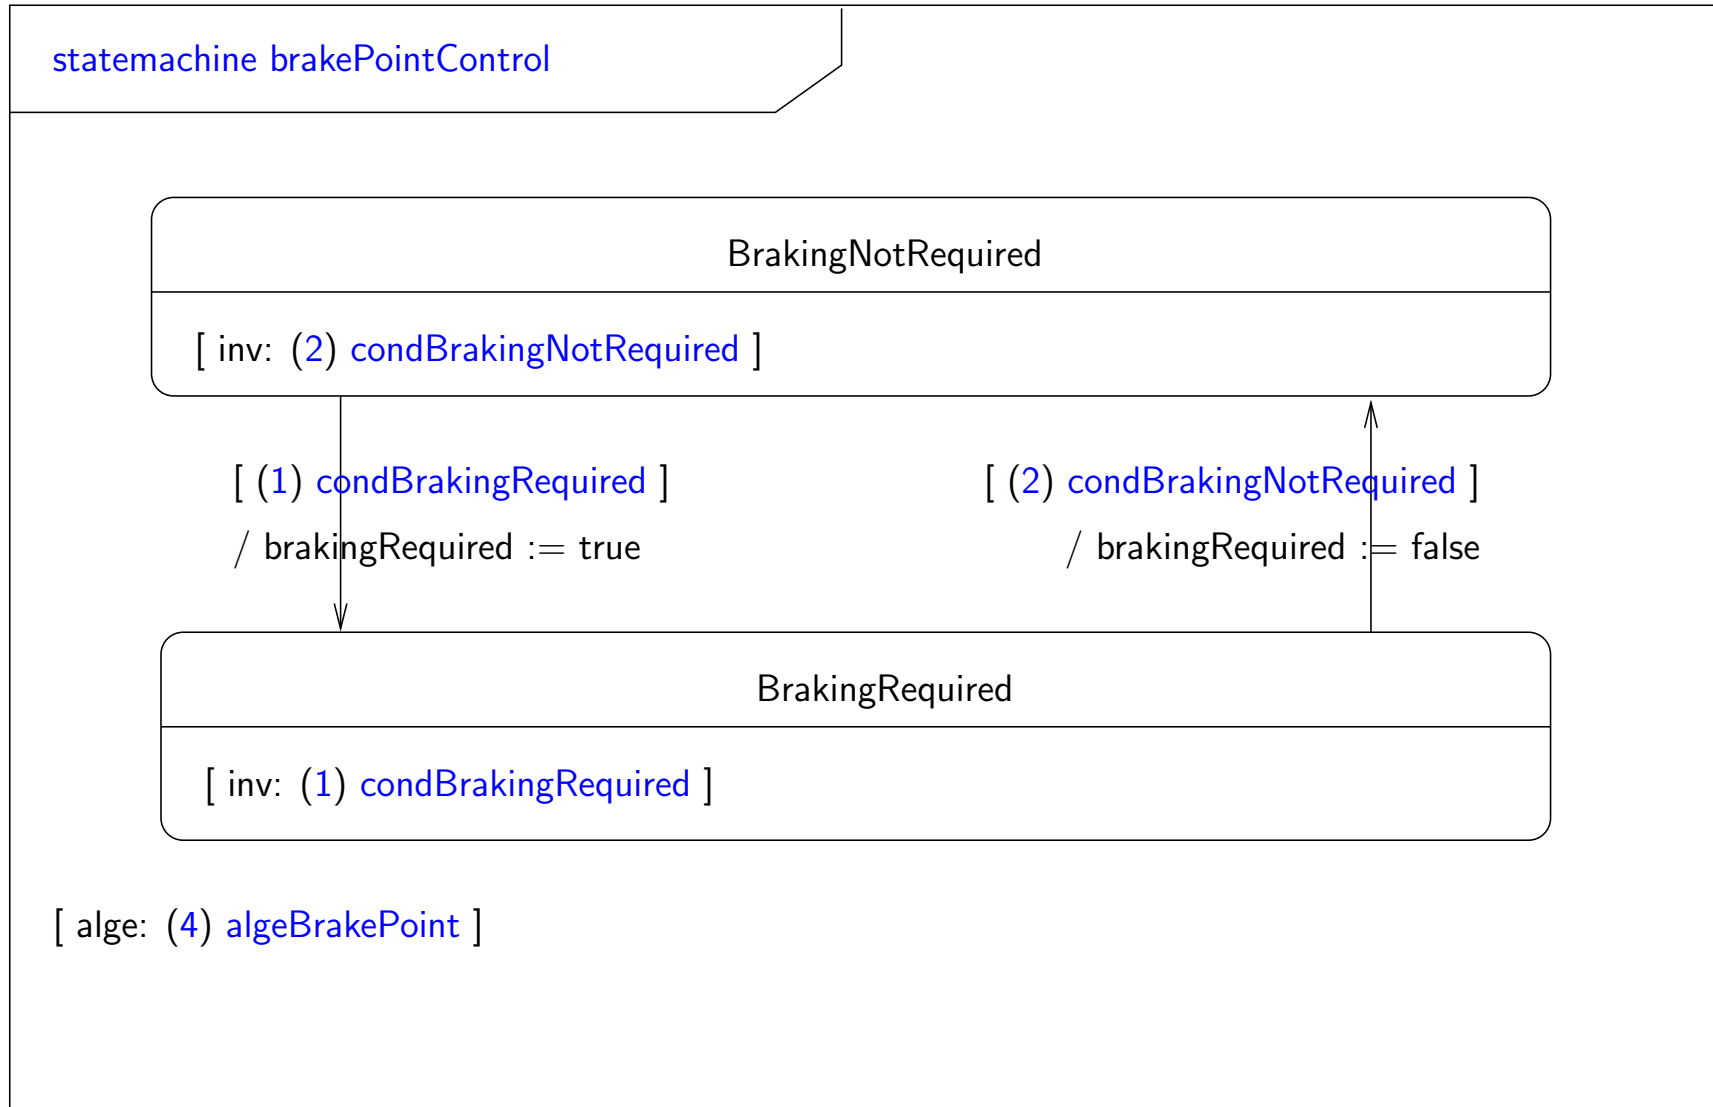 statemachine brakePointControl
BrakingNotRequired
[ inv: (2) condBrakingNotRequired ]
[ (1) condBrakingRequired ]
/ brakingRequired := true
[ (2) condBrakingNotRequired ]
/ brakingRequired := false
BrakingRequired
[ inv: (1) condBrakingRequired ]
[ alge: (4) algeBrakePoint ]